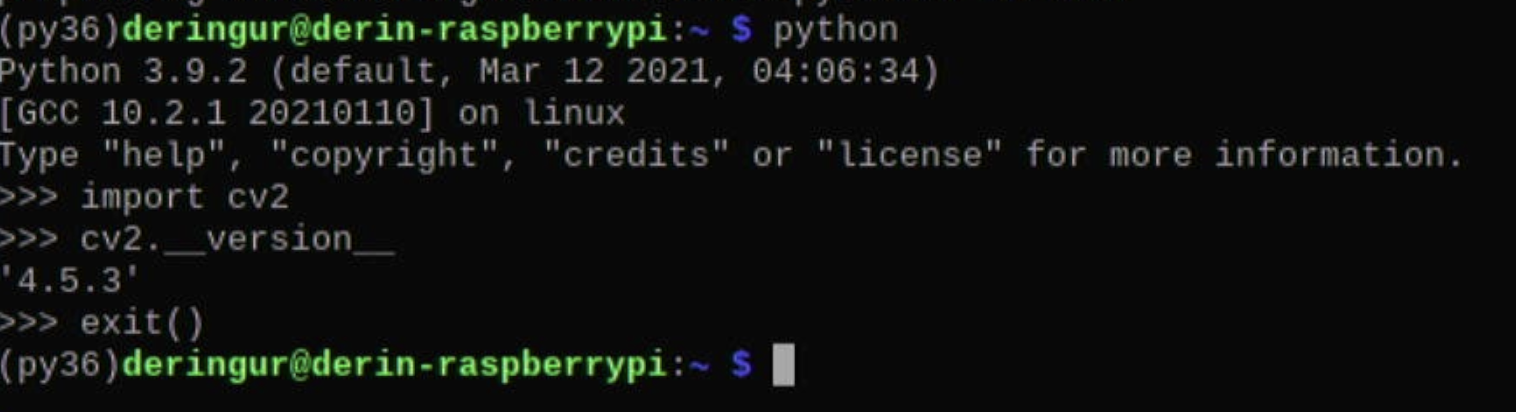 (py36)deringur@derin-raspberrypi:~ $ python
Python 3.9.2 (default, Mar 12 2021, 04:06:34)
[GCC 10.2.1 20210110] on linux
Type "help", "copyright", "credits" or "license" for more information.
>>> import cv2
>>> cv2.__version__
'4.5.3'
>>> exit()
(py36)deringur@derin-raspberrypi:~ $